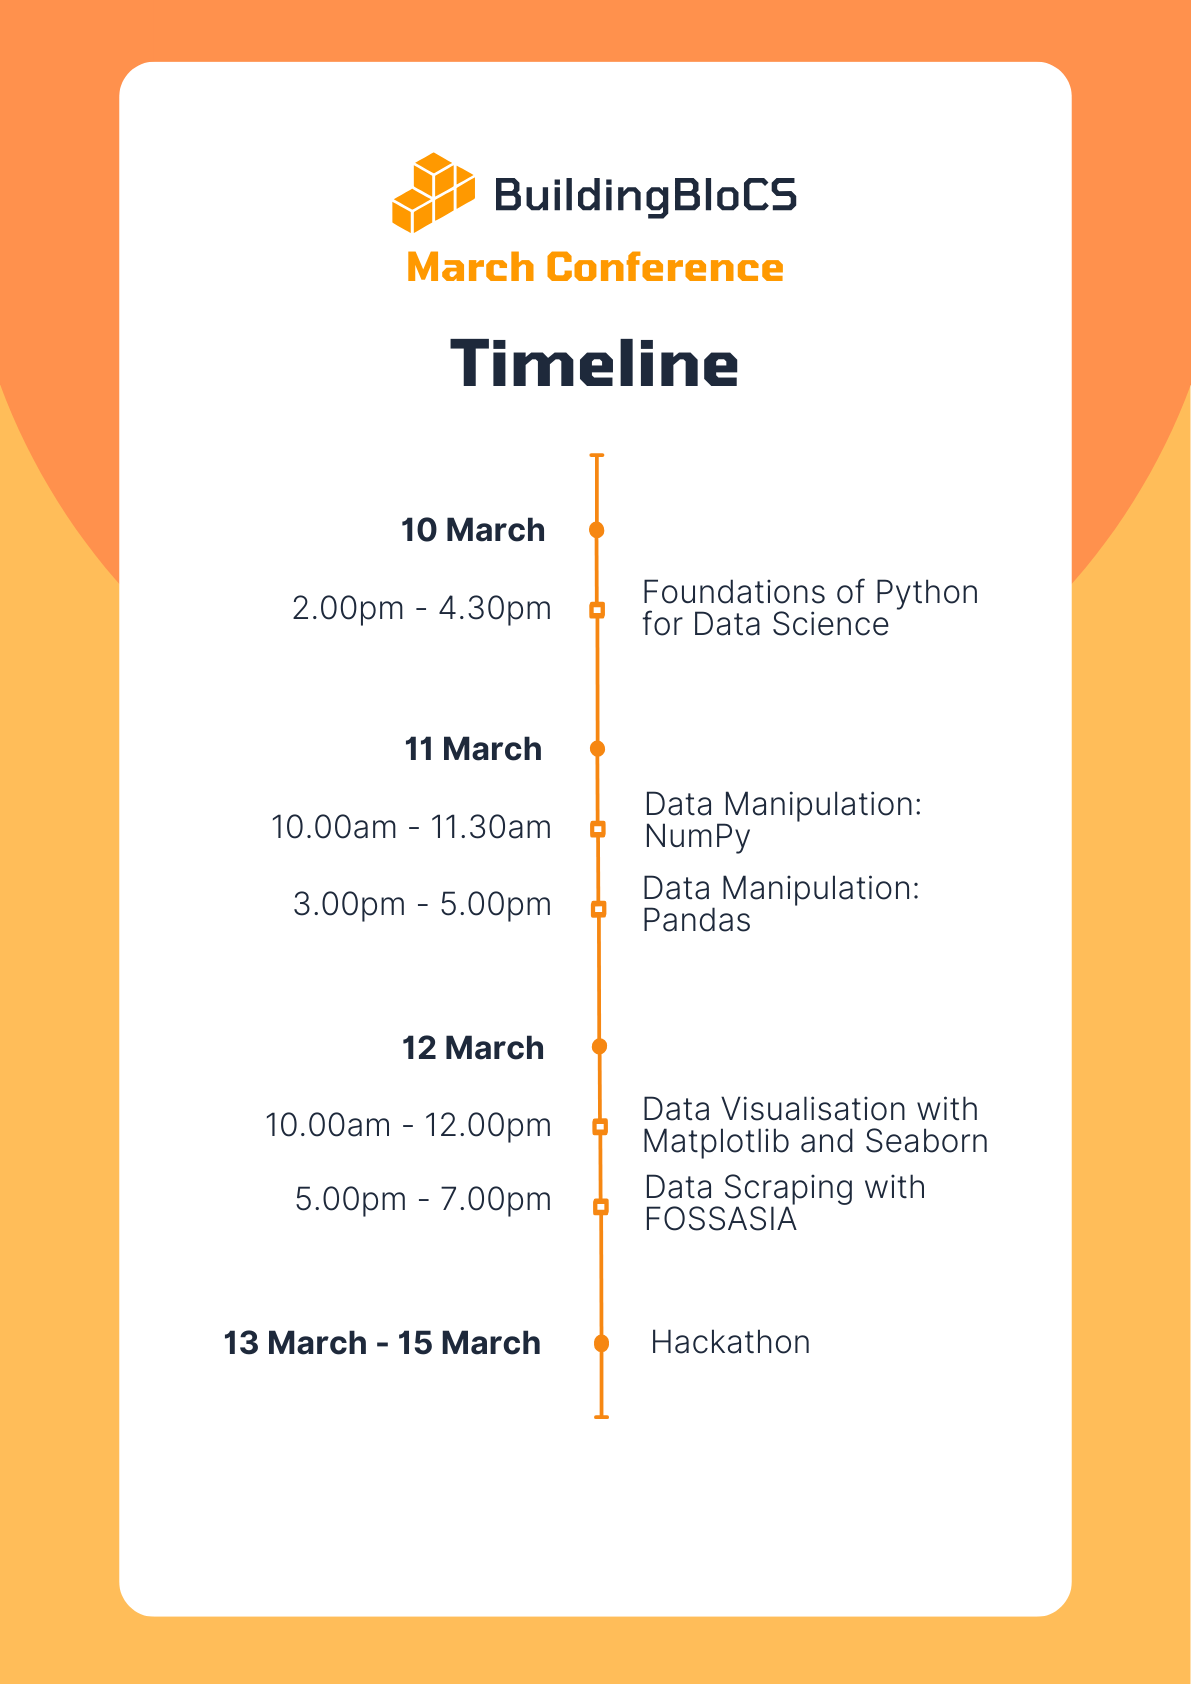 BuildingBloCS
March Conference
Timeline
10 March
2.00pm - 4.30pm
Foundations of Python
for Data Science
11 March
10.00am - 11.30am
Data Manipulation:
NumPy
3.00pm - 5.00pm
Data Manipulation:
Pandas
12 March
10.00am - 12.00pm
Data Visualisation with
Matplotlib and Seaborn
5.00pm - 7.00pm
Data Scraping with
FOSSASIA
13 March - 15 March
Hackathon